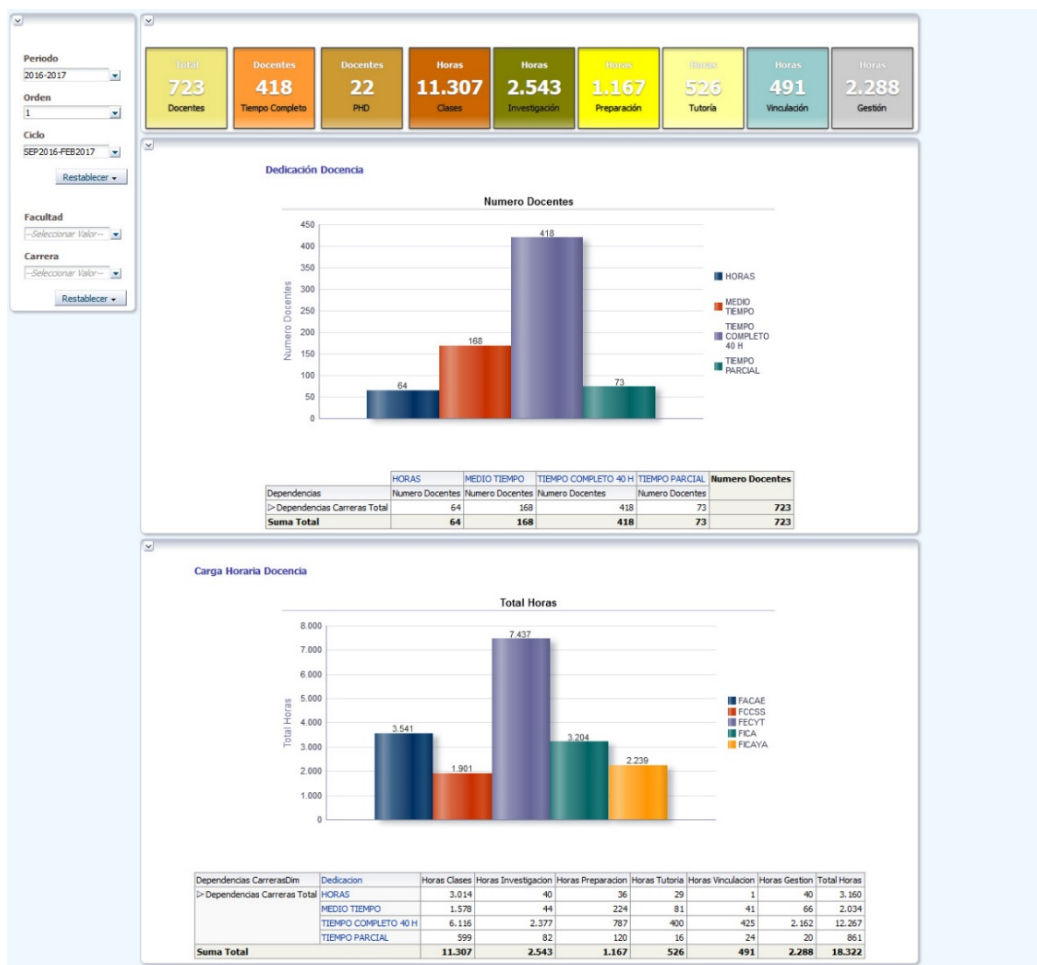 Periodo
2016-2017
Orden
1
Ciclo
SEP2016-FEB2017
Restablecer
Facultad
--Seleccionar Valor--
Carrera
--Seleccionar Valor--
Restablecer
Total
723
Docentes
Docentes
418
Tiempo Completo
Docentes
22
PHD
Horas
11.307
Clases
Horas
2.543
Investigación
Horas
1.167
Preparación
Horas
526
Tutoría
Horas
491
Vinculación
Horas
2.288
Gestión
Dedicación Docencia
Numero Docentes
Numero Docentes
450
400
350
300
250
200
150
100
50
0
64
168
418
73
HORAS
MEDIO
TIEMPO
TIEMPO
COMPLETO
40 H
TIEMPO
PARCIAL
HORAS MEDIO TIEMPO TIEMPO COMPLETO 40 H TIEMPO PARCIAL Numero Docentes
Dependencias Numero Docentes Numero Docentes Numero Docentes Numero Docentes
Dependencias Carreras Total 64 168 418 73 723
Suma Total 64 168 418 73 723
Carga Horaria Docencia
Total Horas
Total Horas
8.000
7.000
6.000
5.000
4.000
3.000
2.000
1.000
0
3.541
1.901
7.437
3.204
2.239
FACAE
FCCSS
FECYT
FICA
FICAYA
Dependencias CarrerasDim Dedicacion Horas Clases Horas Investigacion Horas Preparacion Horas Tutoria Horas Vinculacion Horas Gestion Total Horas
Dependencias Carreras Total HORAS 3.014 40 36 29 1 40 3.160
MEDIO TIEMPO 1.578 44 224 81 41 66 2.034
TIEMPO COMPLETO 40 H 6.116 2.377 787 400 425 2.162 12.267
TIEMPO PARCIAL 599 82 120 16 24 20 861
Suma Total 11.307 2.543 1.167 526 491 2.288 18.322